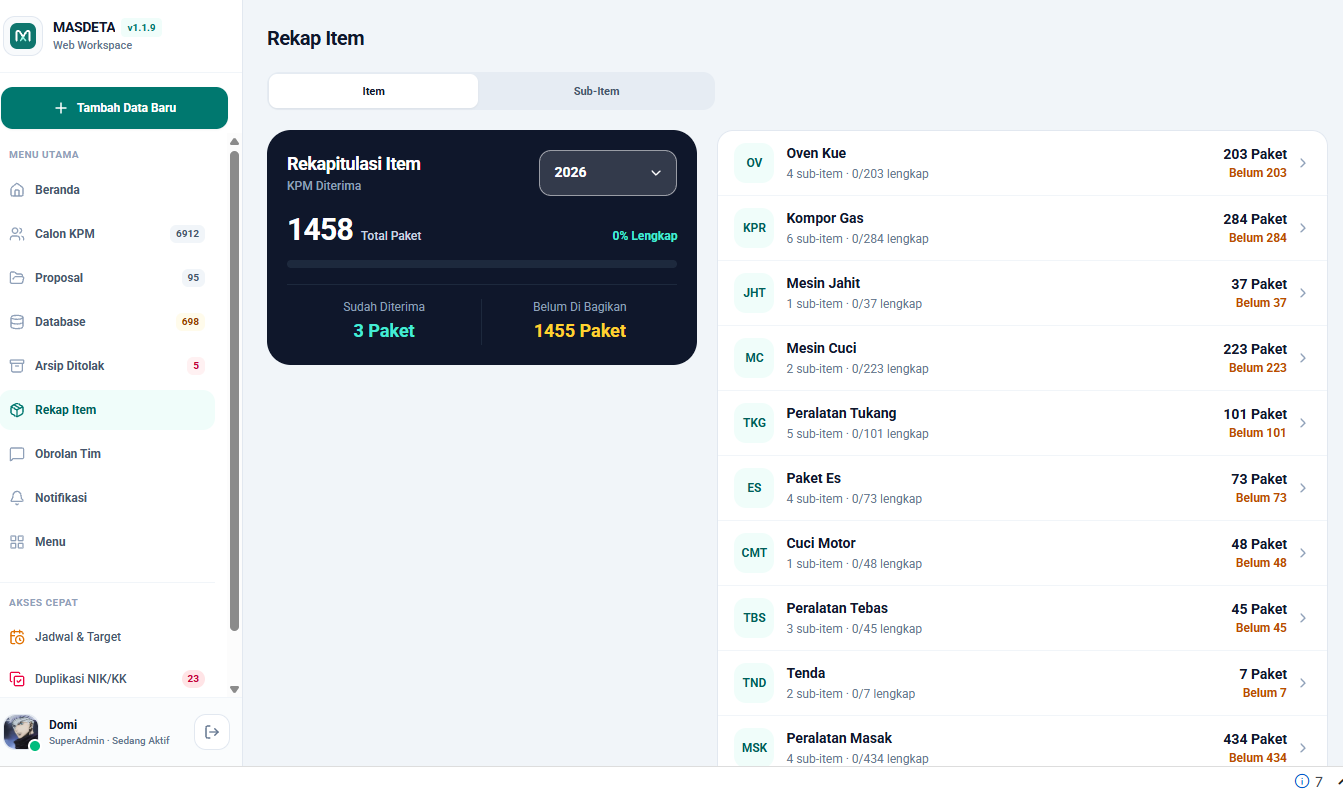 MASDETA v1.1.9
Web Workspace
+ Tambah Data Baru
MENU UTAMA
Beranda
Calon KPM 6912
Proposal 95
Database 698
Arsip Ditolak 5
Rekap Item
Obrolan Tim
Notifikasi
Menu
AKSES CEPAT
Jadwal & Target
Duplikasi NIK/KK 23
Domi
SuperAdmin · Sedang Aktif
Rekap Item
Item Sub-Item
Rekapitulasi Item
KPM Diterima
2026
1458 Total Paket 0% Lengkap
Sudah Diterima Belum Di Bagikan
3 Paket 1455 Paket
OV Oven Kue 203 Paket
4 sub-item · 0/203 lengkap Belum 203
KPR Kompor Gas 284 Paket
6 sub-item · 0/284 lengkap Belum 284
JHT Mesin Jahit 37 Paket
1 sub-item · 0/37 lengkap Belum 37
MC Mesin Cuci 223 Paket
2 sub-item · 0/223 lengkap Belum 223
TKG Peralatan Tukang 101 Paket
5 sub-item · 0/101 lengkap Belum 101
ES Paket Es 73 Paket
4 sub-item · 0/73 lengkap Belum 73
CMT Cuci Motor 48 Paket
1 sub-item · 0/48 lengkap Belum 48
TBS Peralatan Tebas 45 Paket
3 sub-item · 0/45 lengkap Belum 45
TND Tenda 7 Paket
2 sub-item · 0/7 lengkap Belum 7
MSK Peralatan Masak 434 Paket
4 sub-item · 0/434 lengkap Belum 434
7